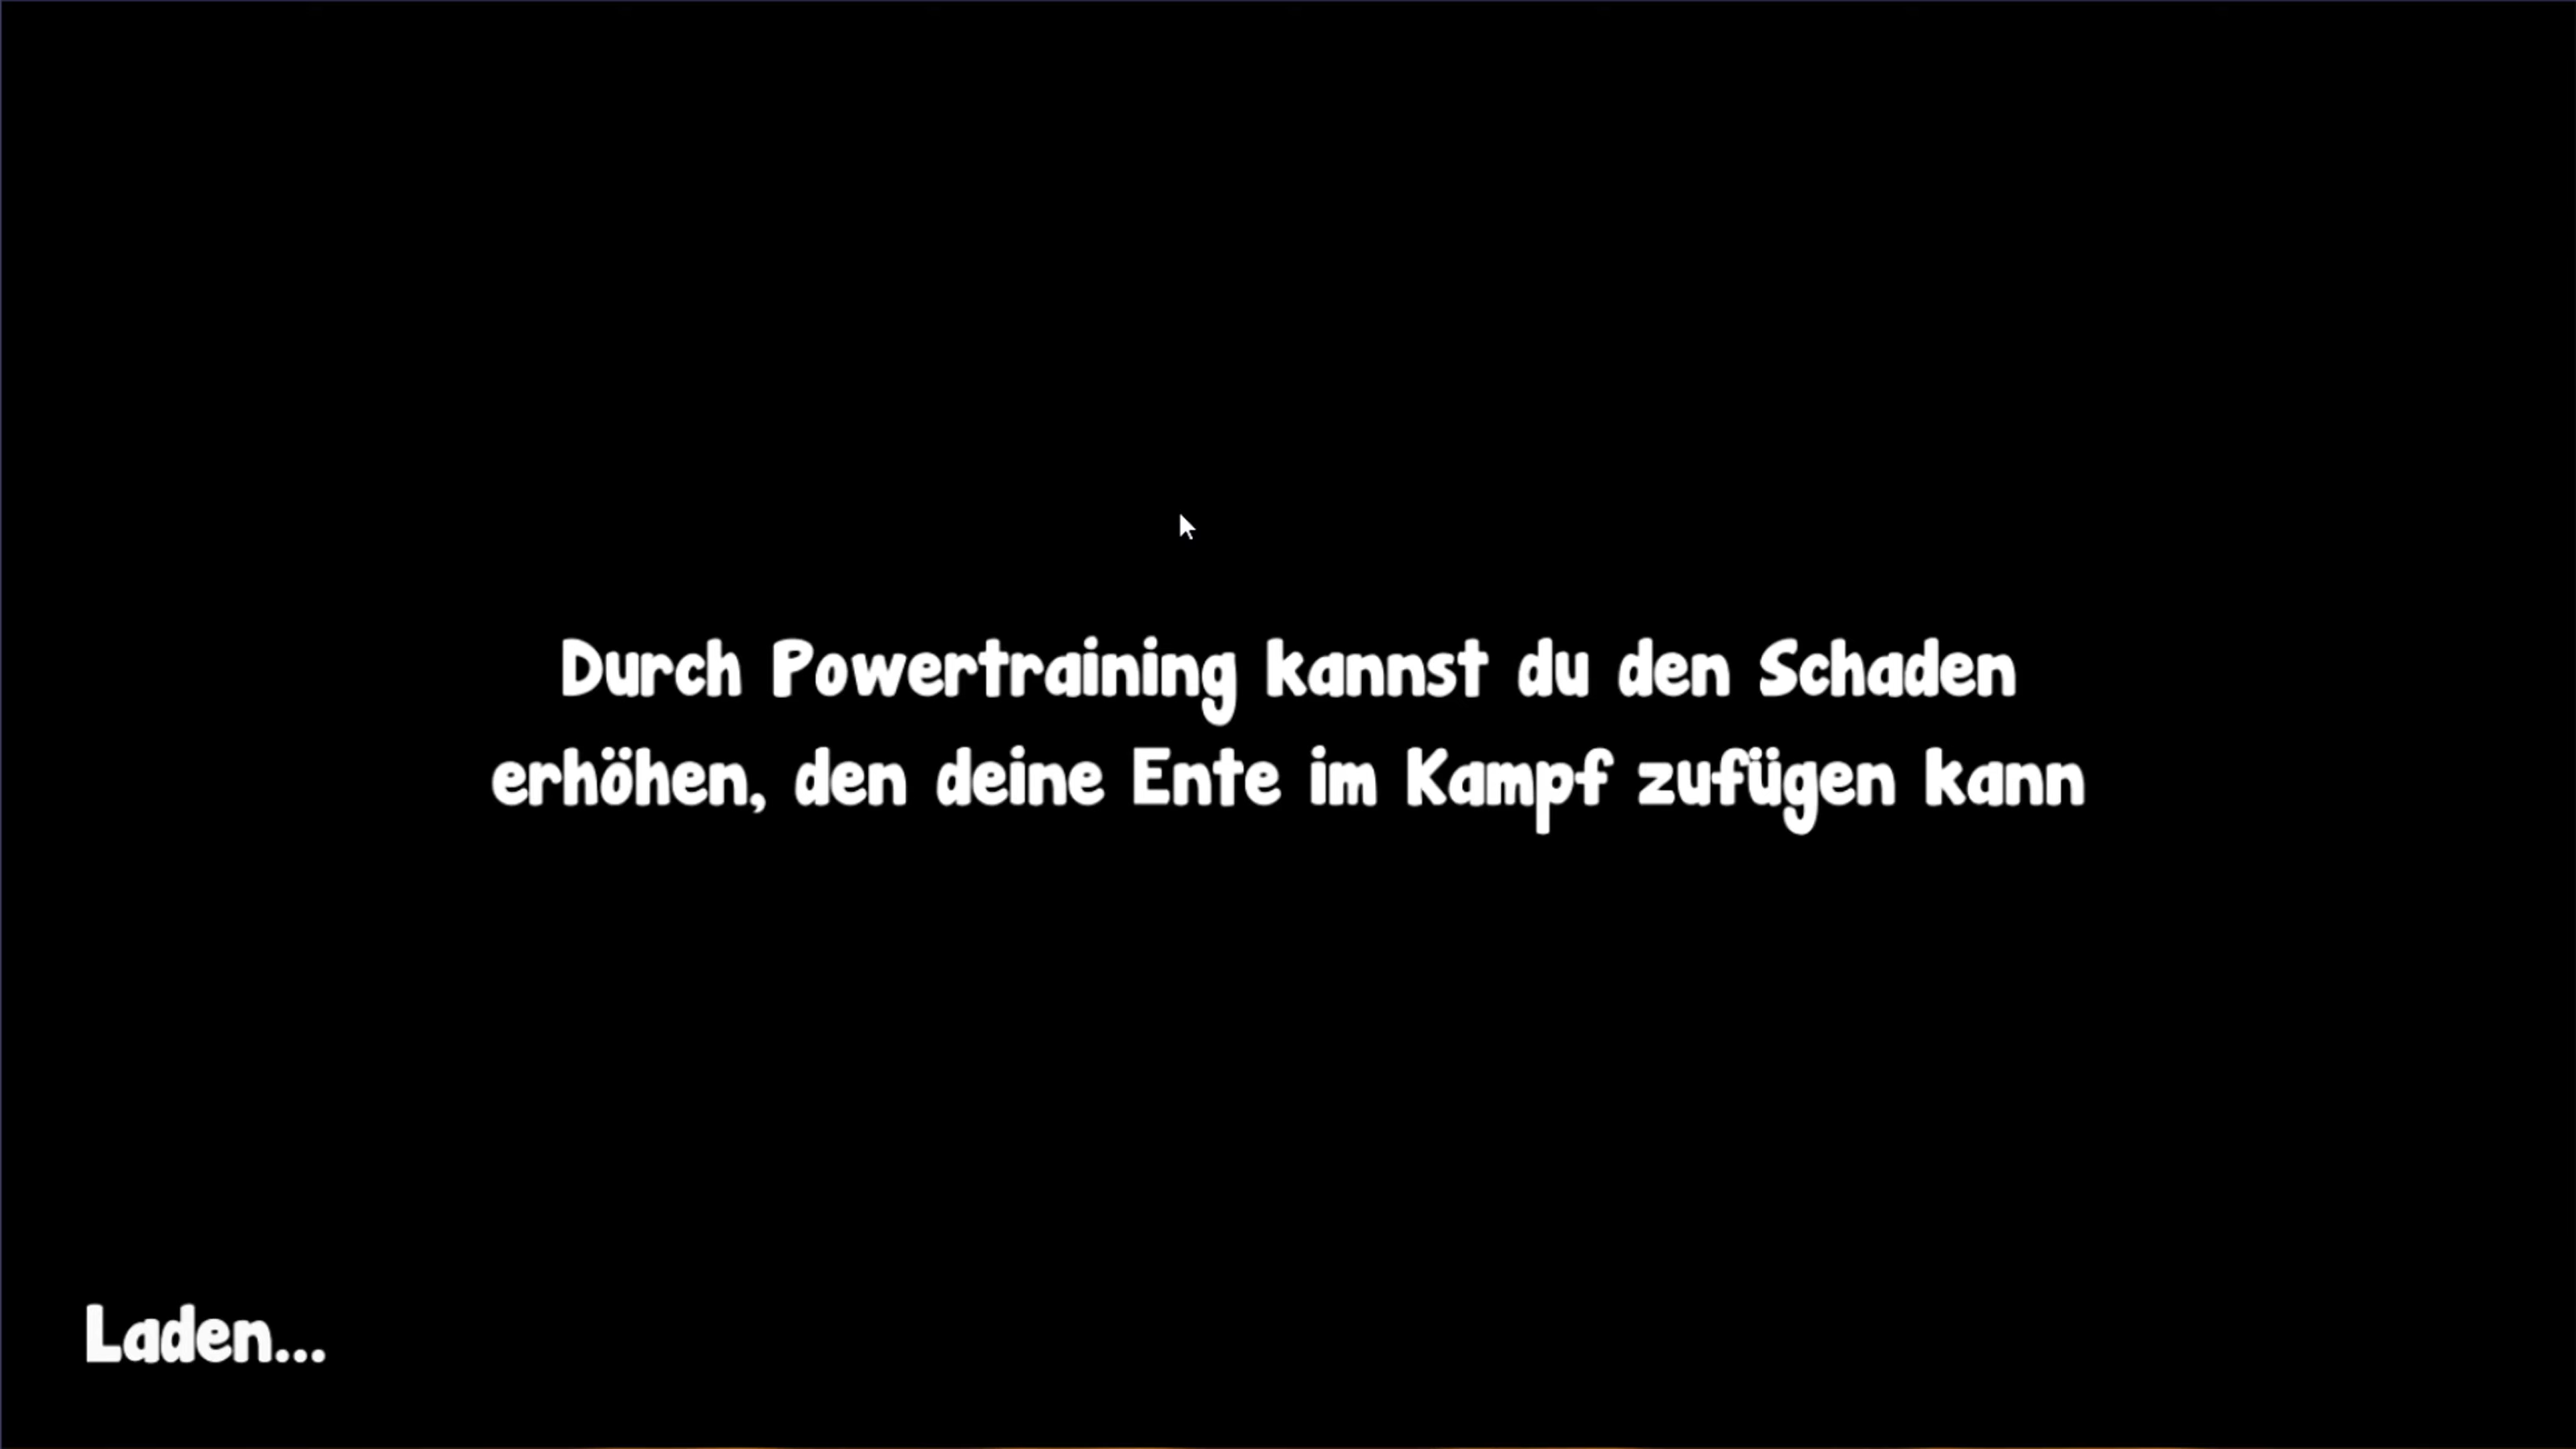 Durch Powertraining kannst du den Schaden
erhöhen, den deine Ente im Kampf zufügen kann
Laden...